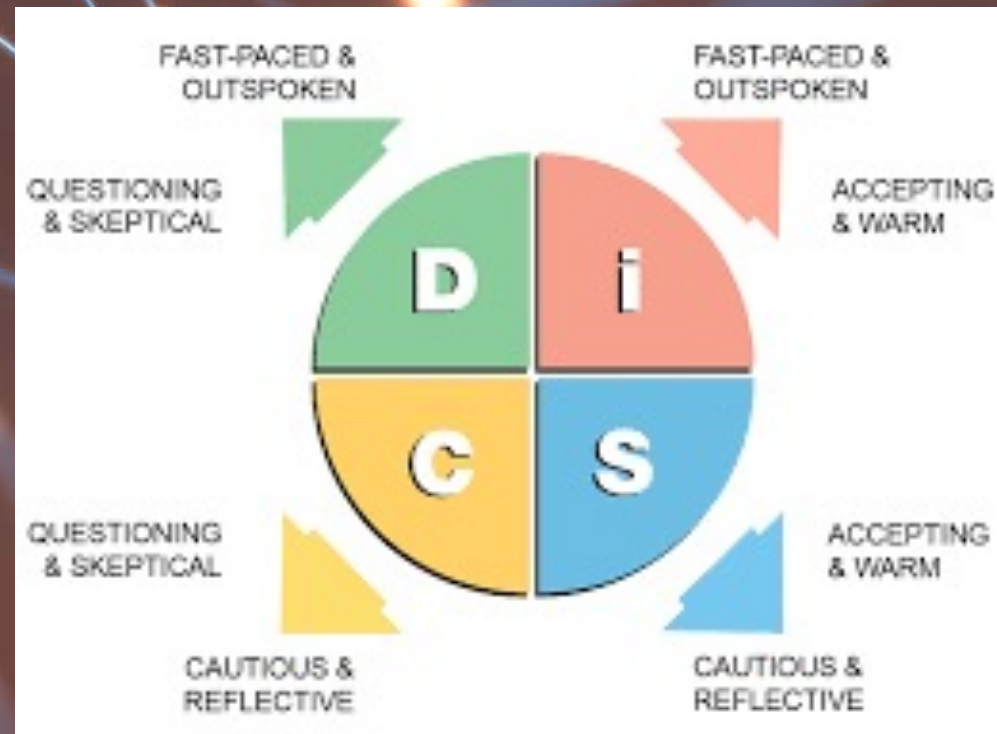 FAST-PACED &
OUTSPOKEN
FAST-PACED &
OUTSPOKEN
QUESTIONING
& SKEPTICAL
ACCEPTING
& WARM
D
i
C
S
QUESTIONING
& SKEPTICAL
ACCEPTING
& WARM
CAUTIOUS &
REFLECTIVE
CAUTIOUS &
REFLECTIVE